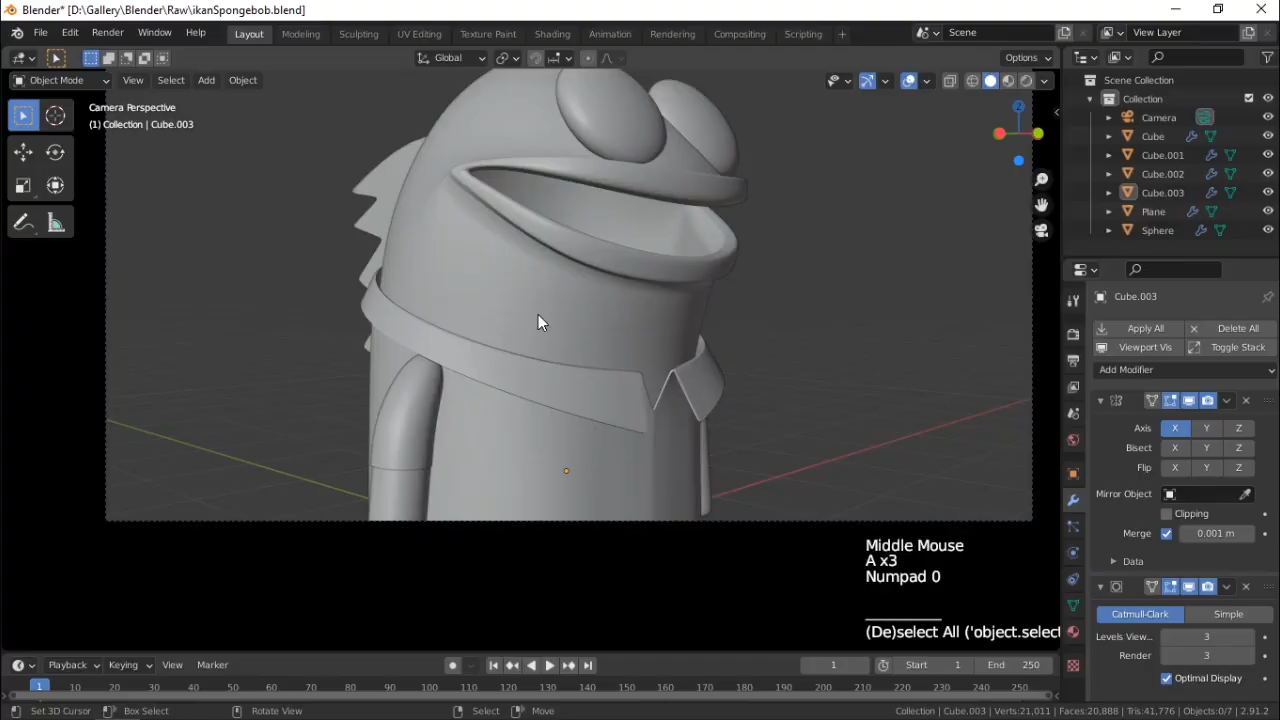 Blender* [D:\Gallery\Blender\Raw\ikanSpongebob.blend]
File Edit Render Window Help Layout Modeling Sculpting UV Editing Texture Paint Shading Animation Rendering Compositing Scripting Scene View Layer
Global Options
Object Mode View Select Add Object
Scene Collection
Collection
Camera Perspective
(1) Collection | Cube.003
Camera
Cube
Cube.001
Cube.002
Cube.003
Plane
Sphere
Z
Cube.003
Apply All Delete All
Viewport Vis Toggle Stack
Add Modifier
Axis X Y Z
Bisect X Y Z
Flip X Y Z
Mirror Object
Clipping
Merge 0.001 m
Data
Catmull-Clark Simple
Levels View... 3
Render 3
Optimal Display
Middle Mouse
A x3
Numpad 0
(De)select All ('object.select
Playback Keying View Marker 1 Start 1 End 250
1 10 20 30 40 50 60 70 80 90 100 110 120 130 140 150 160 170 180 190 200 210 220 230 240 250
Set 3D Cursor Box Select Rotate View Select Move Collection | Cube.003 | Verts:21,011 | Faces:20,888 | Tris:41,776 | Objects:0/7 | 2.91.2